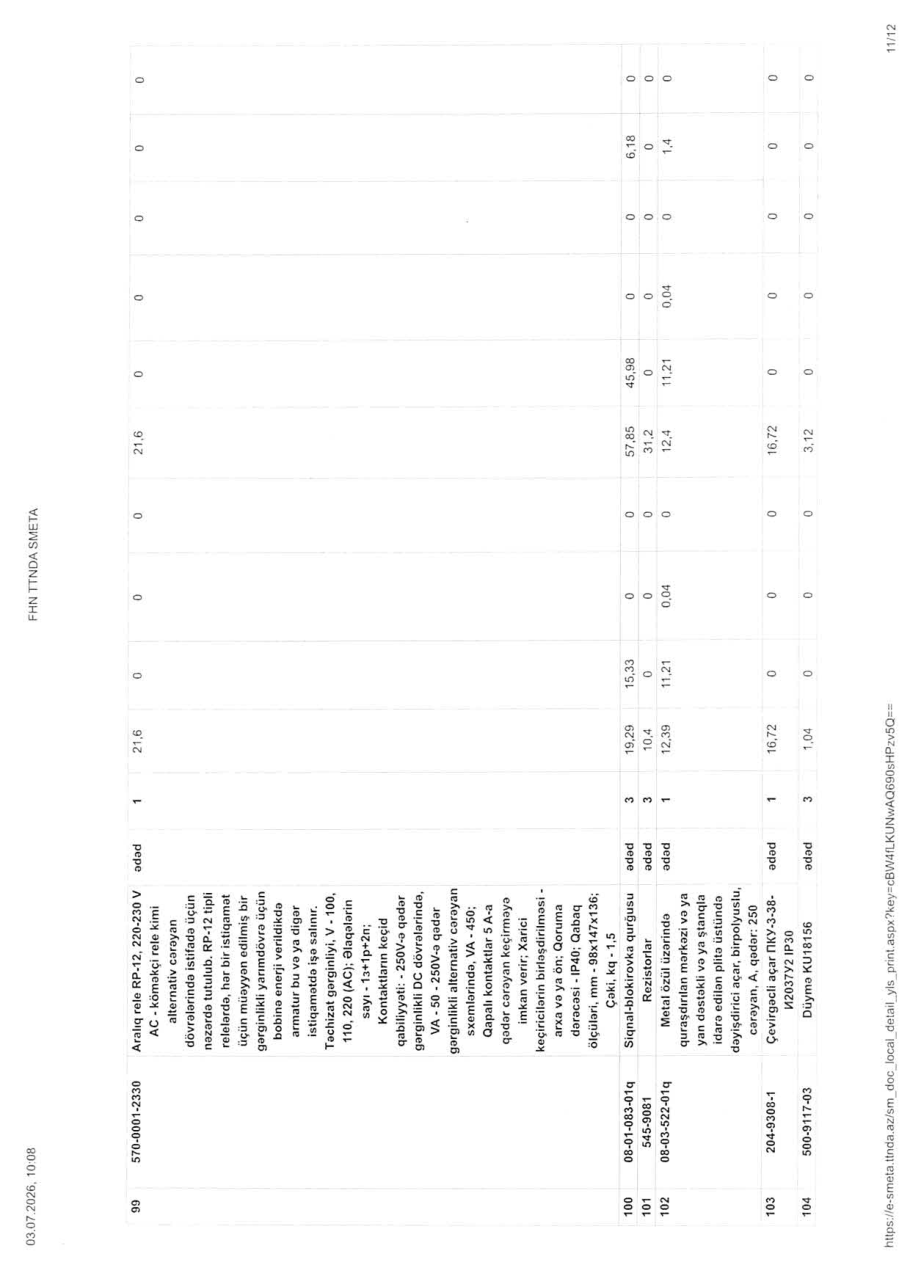 03.07.2026, 10:08 FHN TTNDA SMETA
99 570-0001-2330 Aralıq rele RP-12, 220-230 V ədəd 1 21,6 0 0 0 21,6 0 0 0 0 0
AC - köməkçi rele kimi
alternativ cərəyan
dövrələrində istifadə üçün
nəzərdə tutulub. RP-12 tipli
relelərdə, hər bir istiqamət
üçün müəyyən edilmiş bir
gərginlikli yarımdövrə üçün
bobinə enerji verildikdə
armatur bu və ya digər
istiqamətdə işə salınır.
Təchizat gərginliyi, V - 100,
110, 220 (AC); Əlaqələrin
sayı - 1з+1р+2п;
Kontaktların keçid
qabiliyyəti: - 250V-ə qədər
gərginlikli DC dövrələrində,
VA - 50 - 250V-ə qədər
gərginlikli alternativ cərəyan
sxemlərində, VA - 450;
Qapalı kontaktlar 5 A-a
qədər cərəyan keçirməyə
imkan verir; Xarici
keçiricilərin birləşdirilməsi -
arxa və ya ön; Qoruma
dərəcəsi - IP40; Qabaq
ölçüləri, mm - 98x147x136;
Çəki, kq - 1,5
100 08-01-083-01q Siqnal-blokirovka qurğusu ədəd 3 19,29 15,33 0 0 57,85 45,98 0 0 6,18 0
101 545-9081 Rezistorlar ədəd 3 10,4 0 0 0 31,2 0 0 0 0 0
102 08-03-522-01q Metal özül üzərində ədəd 1 12,39 11,21 0,04 0 12,4 11,21 0,04 0 1,4 0
quraşdırılan mərkəzi və ya
yan dəstəkli və ya ştanqla
idarə edilən plitə üstündə
dəyişdirici açar, birpolyuslu,
cərəyan, A, qədər: 250
103 204-9308-1 Çevirgəcli açar ПКУ-3-38- ədəd 1 16,72 0 0 0 16,72 0 0 0 0 0
И2037У2 IP30
104 500-9117-03 Düymə KU18156 ədəd 3 1,04 0 0 0 3,12 0 0 0 0 0
https://e-smeta.ttnda.az/sm_doc_local_detail_yls_print.aspx?key=cBW4fLKUNwAQ690sHPzv5Q== 11/12